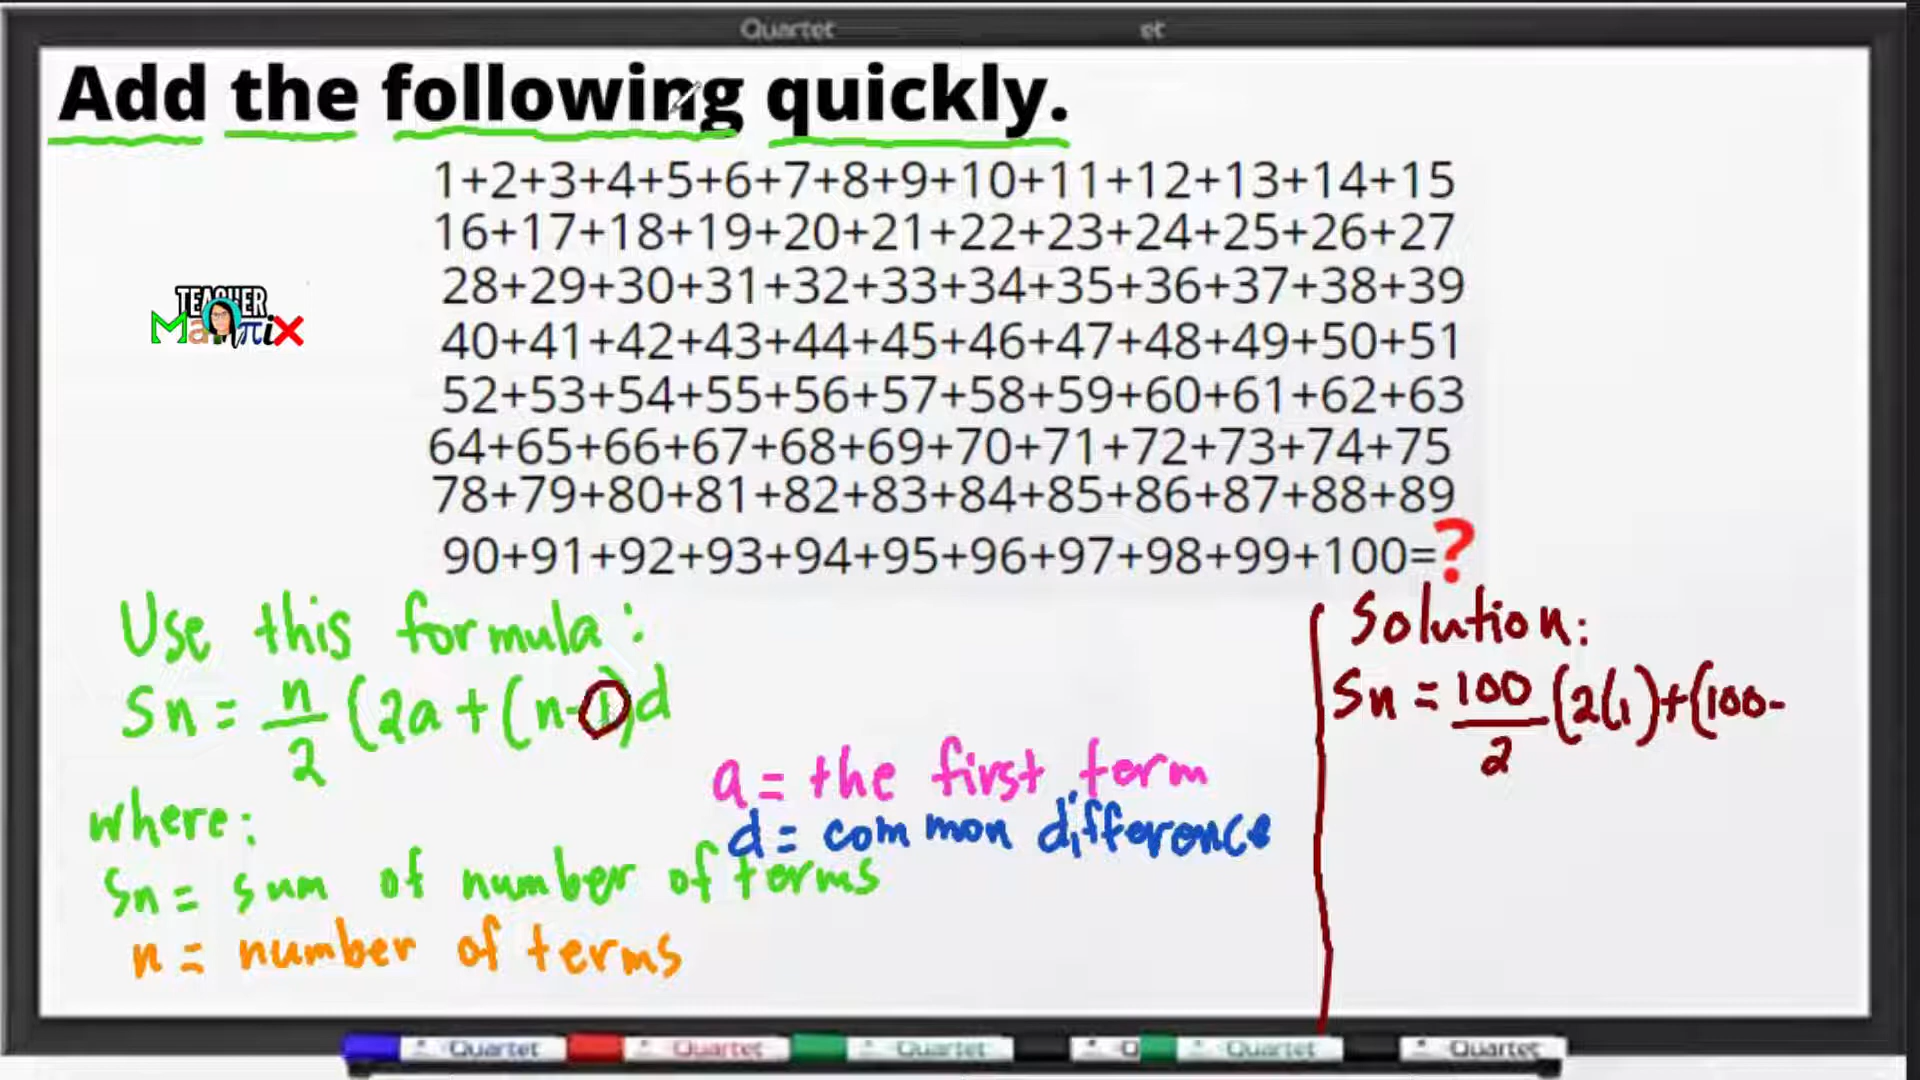 Quartet et
Add the following quickly.
1+2+3+4+5+6+7+8+9+10+11+12+13+14+15
16+17+18+19+20+21+22+23+24+25+26+27
28+29+30+31+32+33+34+35+36+37+38+39
40+41+42+43+44+45+46+47+48+49+50+51
52+53+54+55+56+57+58+59+60+61+62+63
64+65+66+67+68+69+70+71+72+73+74+75
78+79+80+81+82+83+84+85+86+87+88+89
90+91+92+93+94+95+96+97+98+99+100=?
TEACHER
MaTπiX
Use this formula:
Sn = n/2 (2a + (n-1)d
where:
Sn = sum of number of terms
n = number of terms
a = the first term
d = common difference
Solution:
Sn = 100/2 (2(1)+(100-
Quartet Quartet Quartet Q Quartet Quartet